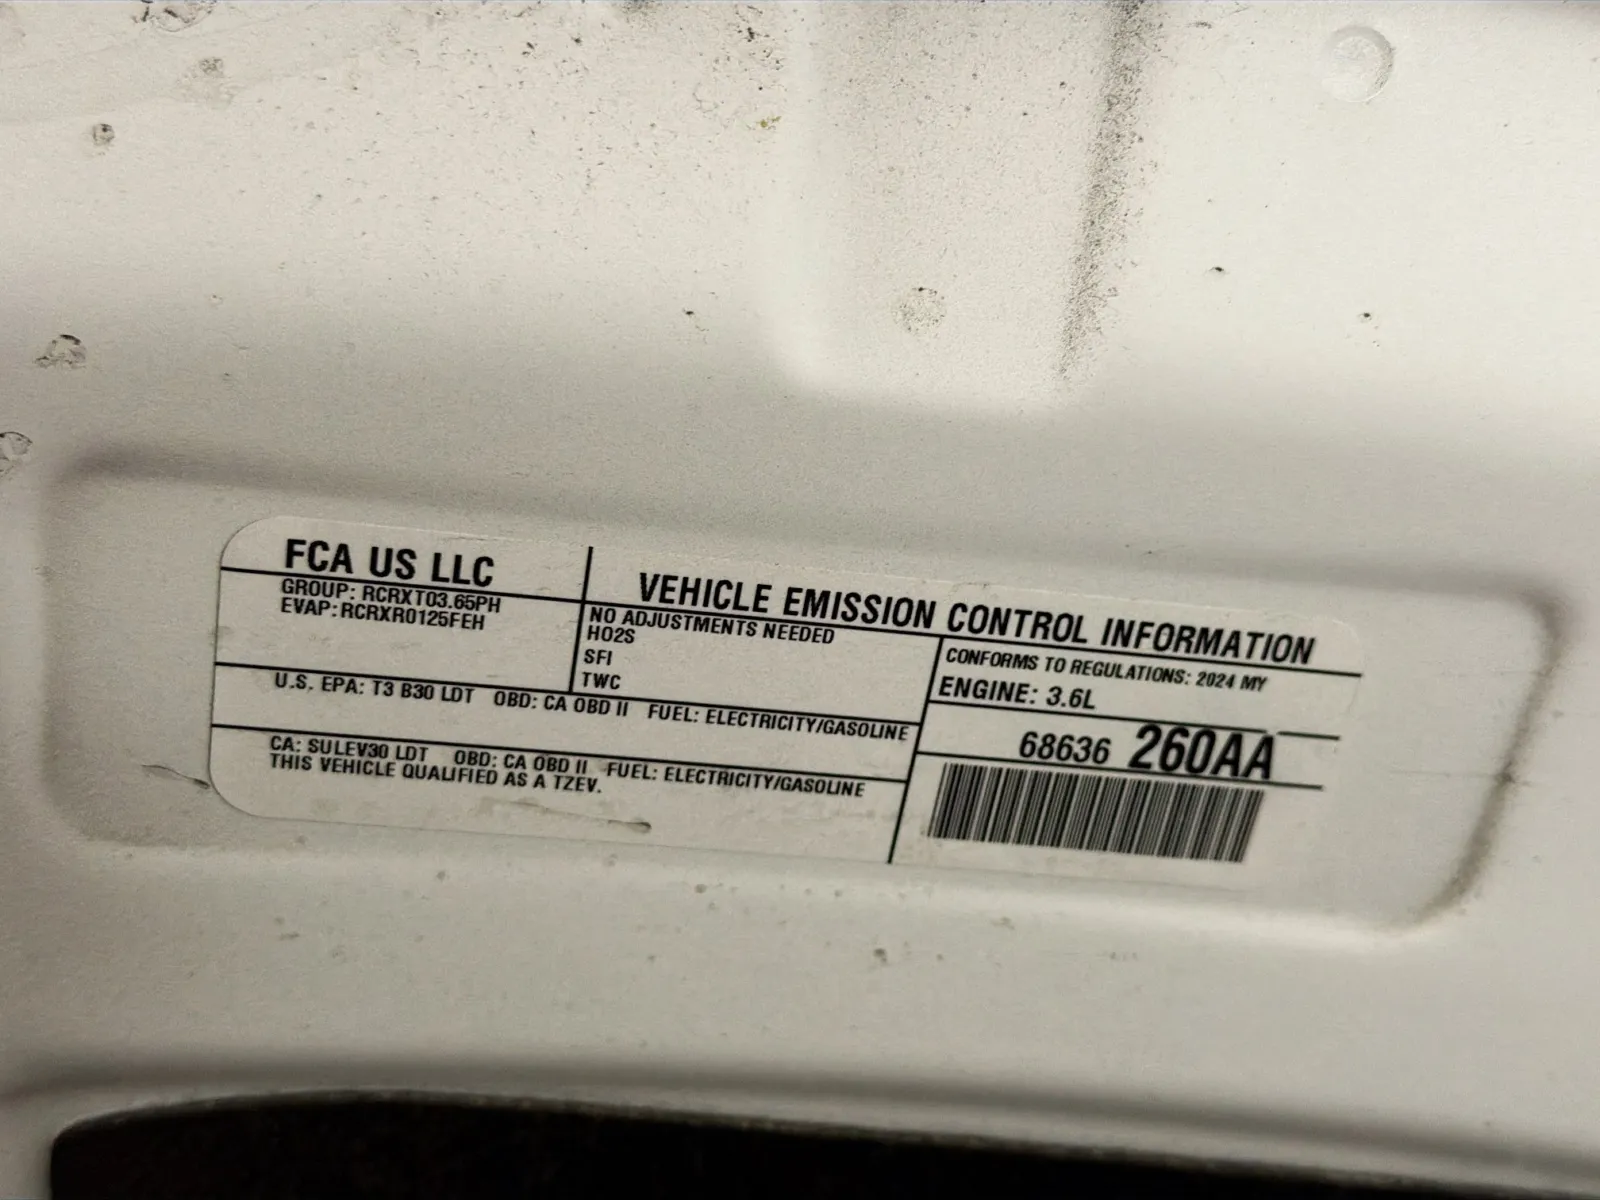 FCA US LLC
VEHICLE EMISSION CONTROL INFORMATION
GROUP: RCRXT03.65PH
EVAP:RCRXR0125FEH
NO ADJUSTMENTS NEEDED
HO2S
SFI
TWC
CONFORMS TO REGULATIONS: 2024 MY
ENGINE: 3.6L
U.S. EPA: T3 B30 LDT OBD: CA OBD II FUEL: ELECTRICITY/GASOLINE
68636 260AA
CA: SULEV30 LDT OBD: CA OBD II FUEL: ELECTRICITY/GASOLINE
THIS VEHICLE QUALIFIED AS A TZEV.